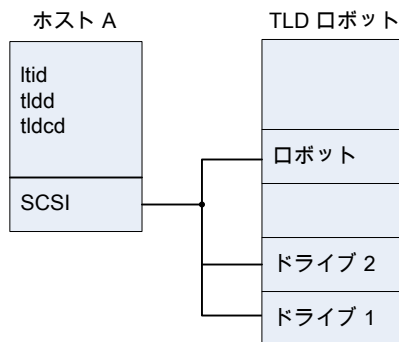 ホスト A
ltid
tldd
tldcd
SCSI
TLD ロボット
ロボット
ドライブ 2
ドライブ 1